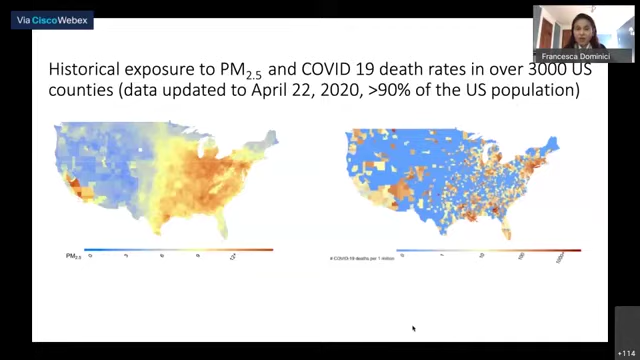 Via Cisco Webex
Francesca Dominici
Historical exposure to PM2.5 and COVID 19 death rates in over 3000 US
counties (data updated to April 22, 2020, >90% of the US population)
PM2.5 0 3 6 9 12+
# COVID 19 deaths per 1 million 0 1 10 100 1000+
+114